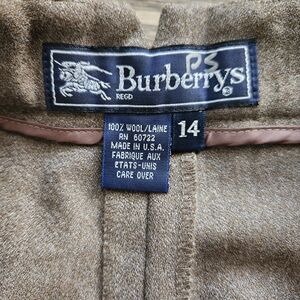 PS
Burberrys
REGD
®
14
100% WOOL/LAINE
RN 60722
MADE IN U.S.A.
FABRIQUE AUX
ETATS-UNIS
CARE OVER